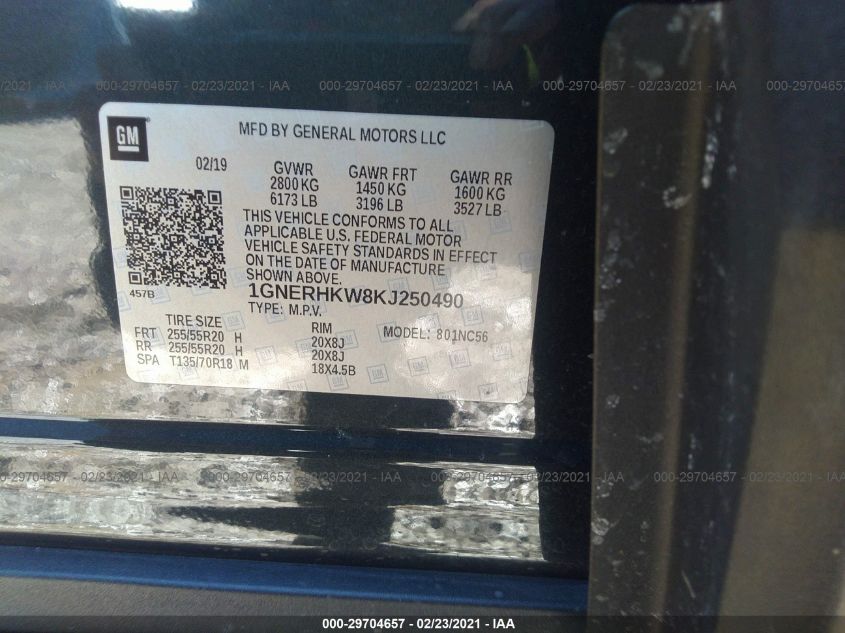 000-29704657 - 02/23/2021 - IAA
GM
MFD BY GENERAL MOTORS LLC
02/19
GVWR GAWR FRT GAWR RR
2800 KG 1450 KG 1600 KG
6173 LB 3196 LB 3527 LB
THIS VEHICLE CONFORMS TO ALL
APPLICABLE U.S. FEDERAL MOTOR
VEHICLE SAFETY STANDARDS IN EFFECT
ON THE DATE OF MANUFACTURE
SHOWN ABOVE.
457B
1GNERHKW8KJ250490
TYPE: M.P.V.
TIRE SIZE RIM MODEL: 801NC56
FRT 255/55R20 H 20X8J
RR 255/55R20 H 20X8J
SPA T135/70R18 M 18X4.5B
000-29704657 - 02/23/2021 - IAA
000-29704657 - 02/23/2021 - IAA